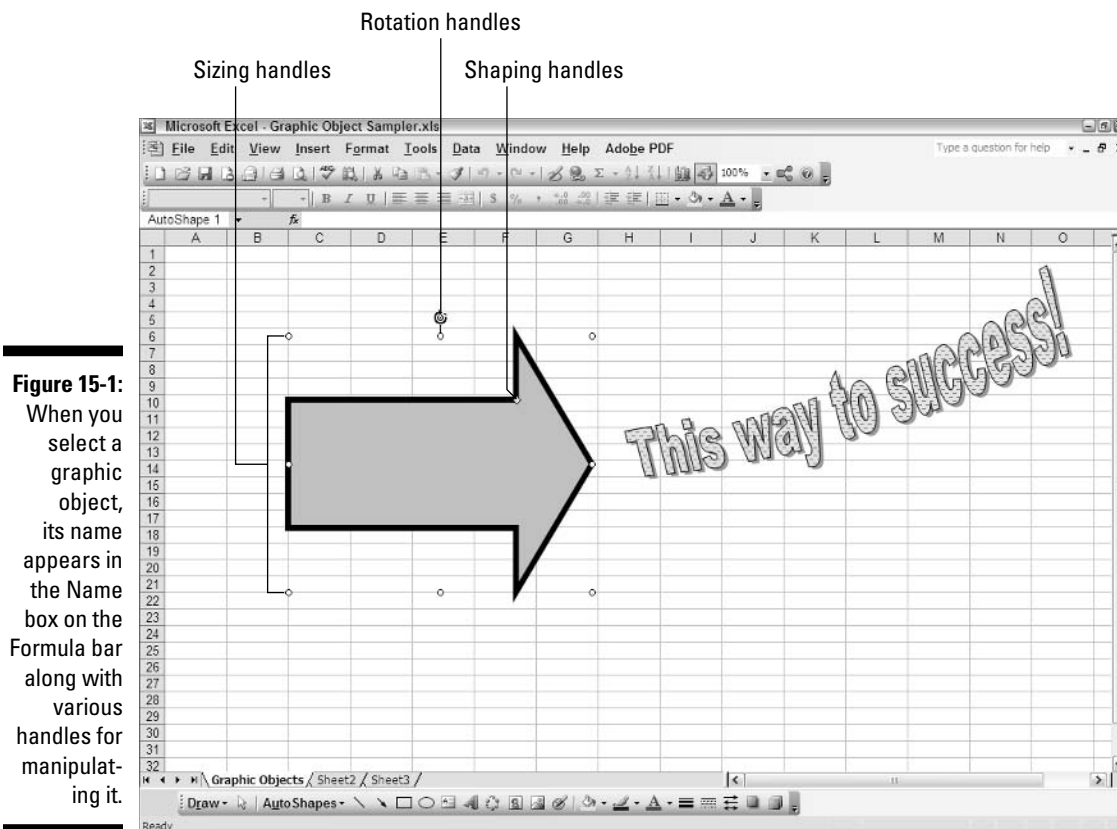 Rotation handles
Sizing handles
Shaping handles
Microsoft Excel - Graphic Object Sampler.xls
File Edit View Insert Format Tools Data Window Help Adobe PDF
Type a question for help
100%
B I U
$ %
AutoShape 1
fx
A B C D E F G H I J K L M N O
1
2
3
4
5
6
7
8
9
10
11
12
13
14
15
16
17
18
19
20
21
22
23
24
25
26
27
28
29
30
31
32
This way to success!
Figure 15-1:
When you
select a
graphic
object,
its name
appears in
the Name
box on the
Formula bar
along with
various
handles for
manipulat-
ing it.
Graphic Objects / Sheet2 / Sheet3 /
Draw AutoShapes
Ready